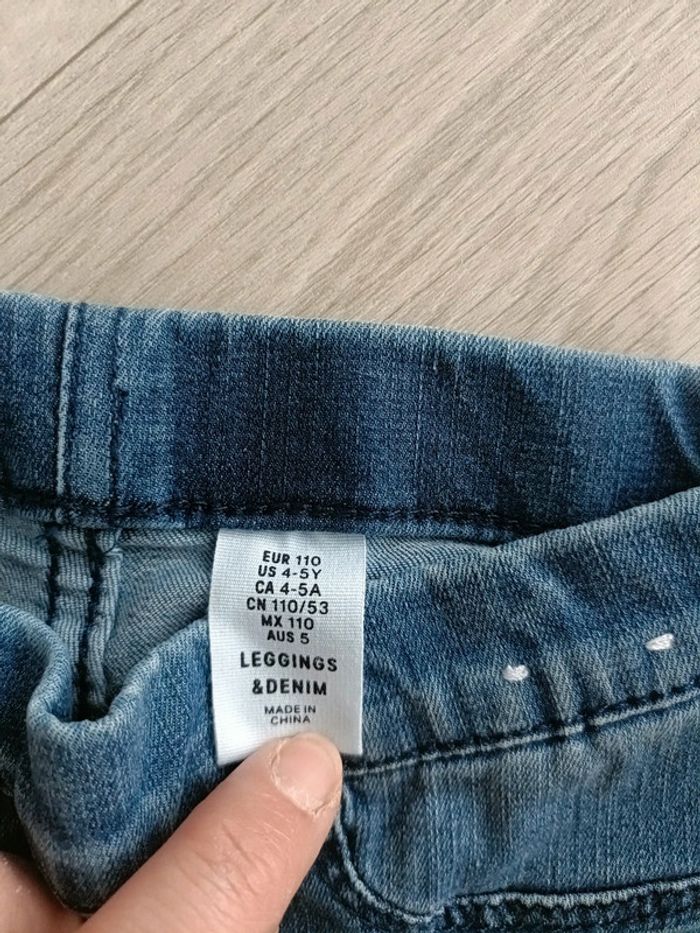 EUR 110
US 4-5Y
CA 4-5A
CN 110/53
MX 110
AUS 5
LEGGINGS
&DENIM
MADE IN
CHINA